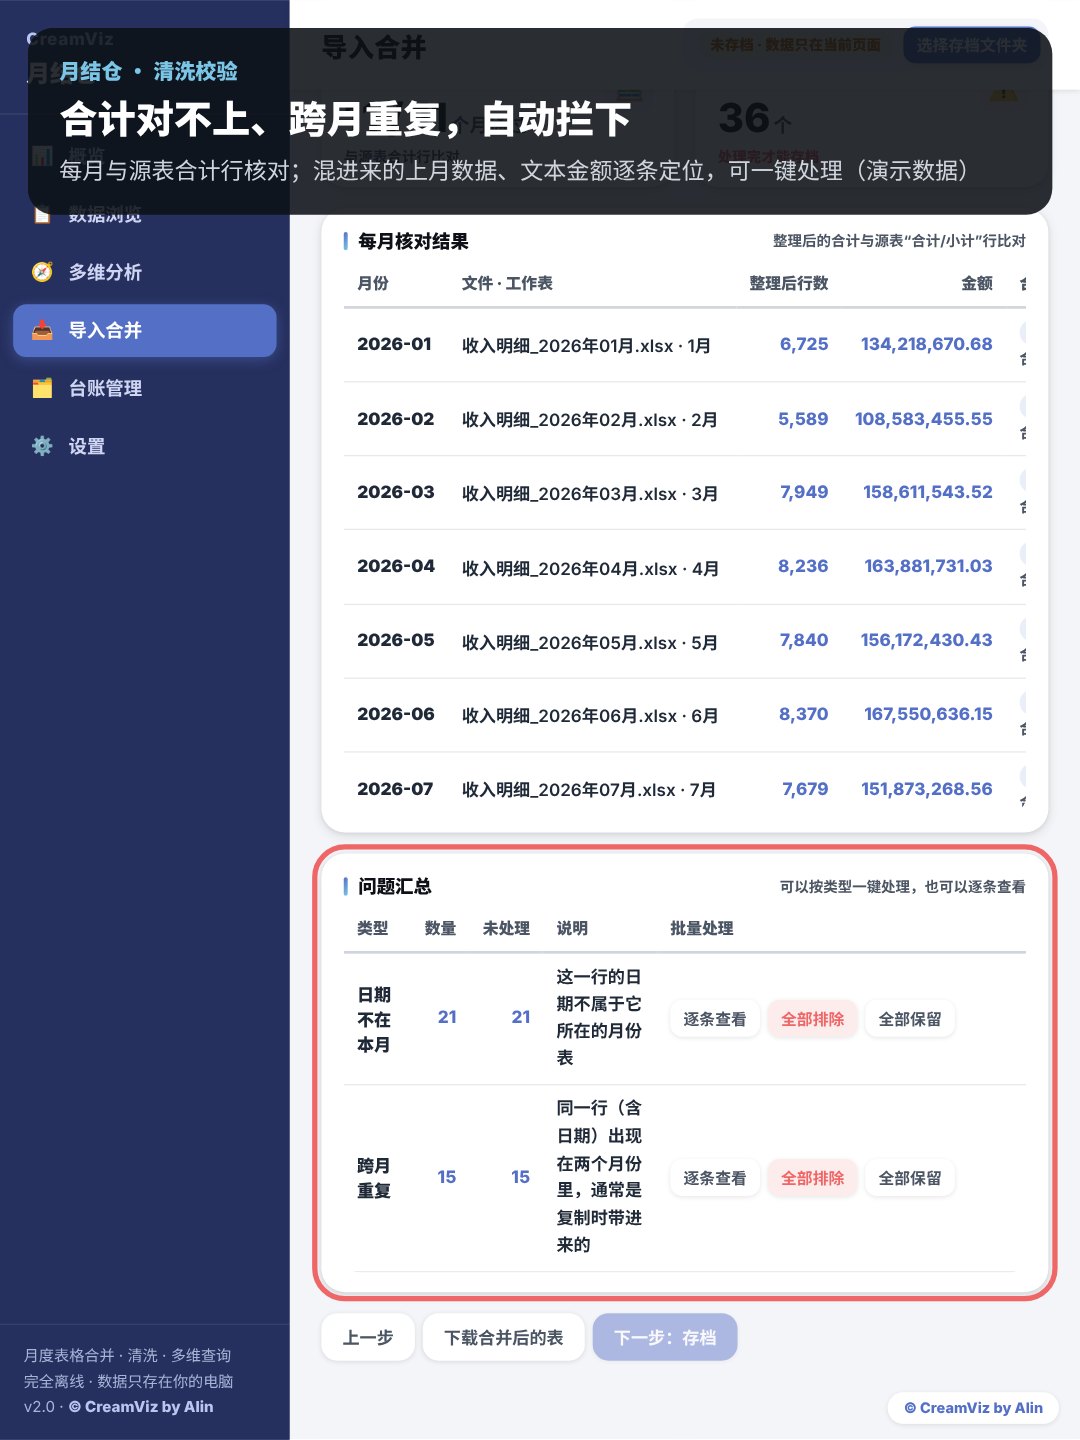 CreamViz
月结仓 · 清洗校验
合计对不上、跨月重复，自动拦下
每月与源表合计行核对；混进来的上月数据、文本金额逐条定位，可一键处理（演示数据）
导入合并
未存档 · 数据只在当前页面
选择存档文件夹
36 个
处理完才能存档
概览
数据浏览
多维分析
导入合并
台账管理
设置
每月核对结果
整理后的合计与源表“合计/小计”行比对
月份 文件 · 工作表 整理后行数 金额
2026-01 收入明细_2026年01月.xlsx · 1月 6,725 134,218,670.68
2026-02 收入明细_2026年02月.xlsx · 2月 5,589 108,583,455.55
2026-03 收入明细_2026年03月.xlsx · 3月 7,949 158,611,543.52
2026-04 收入明细_2026年04月.xlsx · 4月 8,236 163,881,731.03
2026-05 收入明细_2026年05月.xlsx · 5月 7,840 156,172,430.43
2026-06 收入明细_2026年06月.xlsx · 6月 8,370 167,550,636.15
2026-07 收入明细_2026年07月.xlsx · 7月 7,679 151,873,268.56
问题汇总
可以按类型一键处理，也可以逐条查看
类型 数量 未处理 说明 批量处理
日期
不在
本月
21 21
这一行的日
期不属于它
所在的月份
表
逐条查看 全部排除 全部保留
跨月
重复
15 15
同一行（含
日期）出现
在两个月份
里，通常是
复制时带进
来的
逐条查看 全部排除 全部保留
上一步 下载合并后的表 下一步：存档
月度表格合并 · 清洗 · 多维查询
完全离线 · 数据只存在你的电脑
v2.0 · © CreamViz by Alin
© CreamViz by Alin